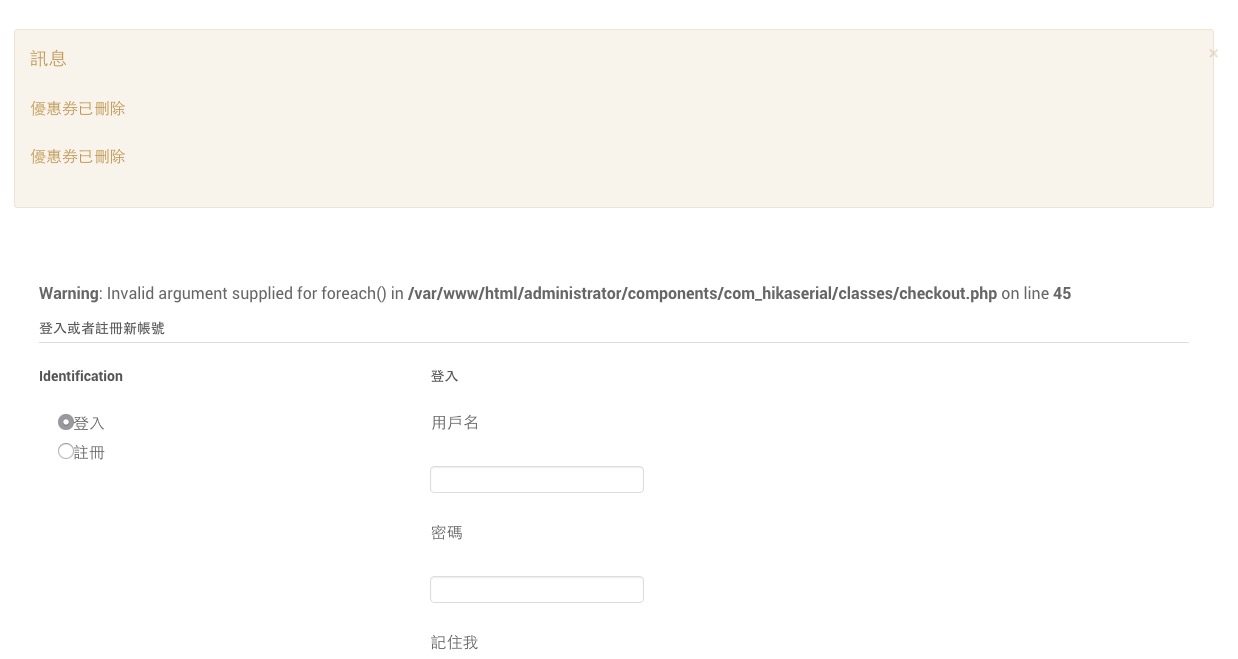 訊息
×
優惠券已刪除
優惠券已刪除
Warning: Invalid argument supplied for foreach() in /var/www/html/administrator/components/com_hikaserial/classes/checkout.php on line 45
登入或者註冊新帳號
Identification
登入
註冊
登入
用戶名
密碼
記住我